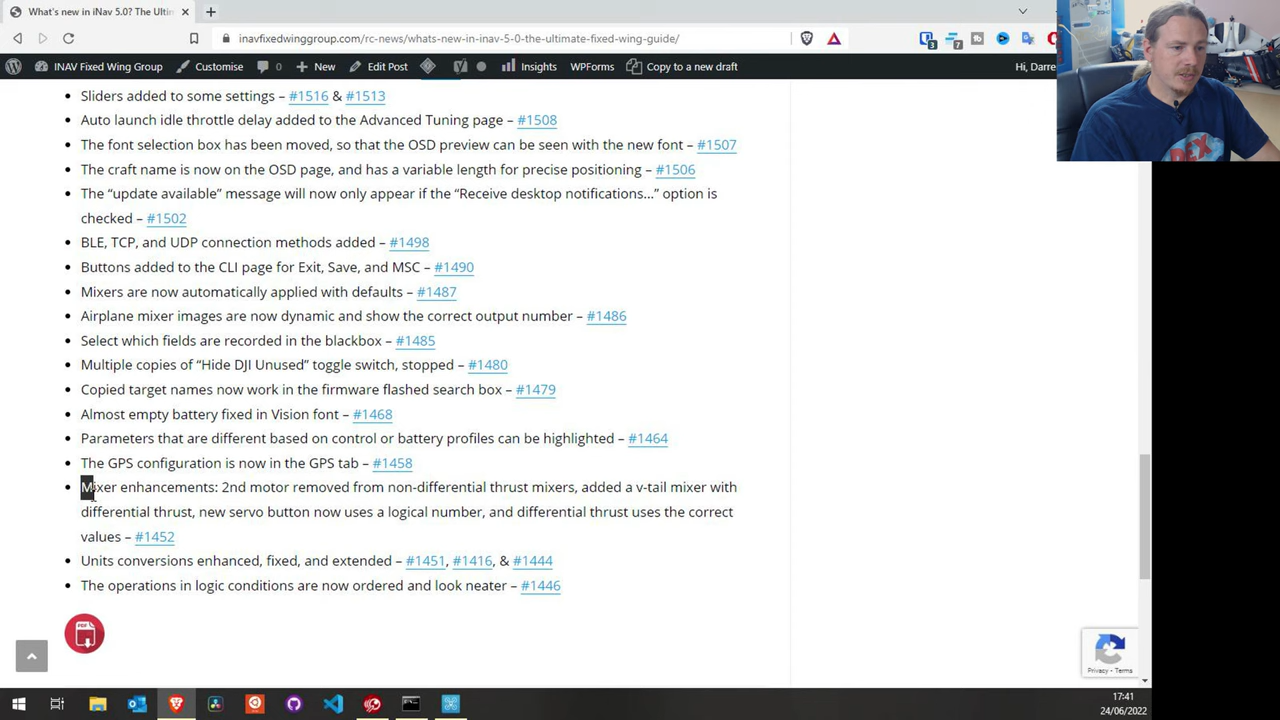 What's new in iNav 5.0? The Ultim
inavfixedwinggroup.com/rc-news/whats-new-in-inav-5-0-the-ultimate-fixed-wing-guide/
3
7
INAV Fixed Wing Group
Customise
0
New
Edit Post
Insights
WPForms
Copy to a new draft
Hi, Darre
Sliders added to some settings – #1516 & #1513
Auto launch idle throttle delay added to the Advanced Tuning page – #1508
The font selection box has been moved, so that the OSD preview can be seen with the new font – #1507
The craft name is now on the OSD page, and has a variable length for precise positioning – #1506
The “update available” message will now only appear if the “Receive desktop notifications…” option is
checked – #1502
BLE, TCP, and UDP connection methods added – #1498
Buttons added to the CLI page for Exit, Save, and MSC – #1490
Mixers are now automatically applied with defaults – #1487
Airplane mixer images are now dynamic and show the correct output number – #1486
Select which fields are recorded in the blackbox – #1485
Multiple copies of “Hide DJI Unused” toggle switch, stopped – #1480
Copied target names now work in the firmware flashed search box – #1479
Almost empty battery fixed in Vision font – #1468
Parameters that are different based on control or battery profiles can be highlighted – #1464
The GPS configuration is now in the GPS tab – #1458
Mixer enhancements: 2nd motor removed from non-differential thrust mixers, added a v-tail mixer with
differential thrust, new servo button now uses a logical number, and differential thrust uses the correct
values – #1452
Units conversions enhanced, fixed, and extended – #1451, #1416, & #1444
The operations in logic conditions are now ordered and look neater – #1446
PDF
Privacy - Terms
17:41
24/06/2022